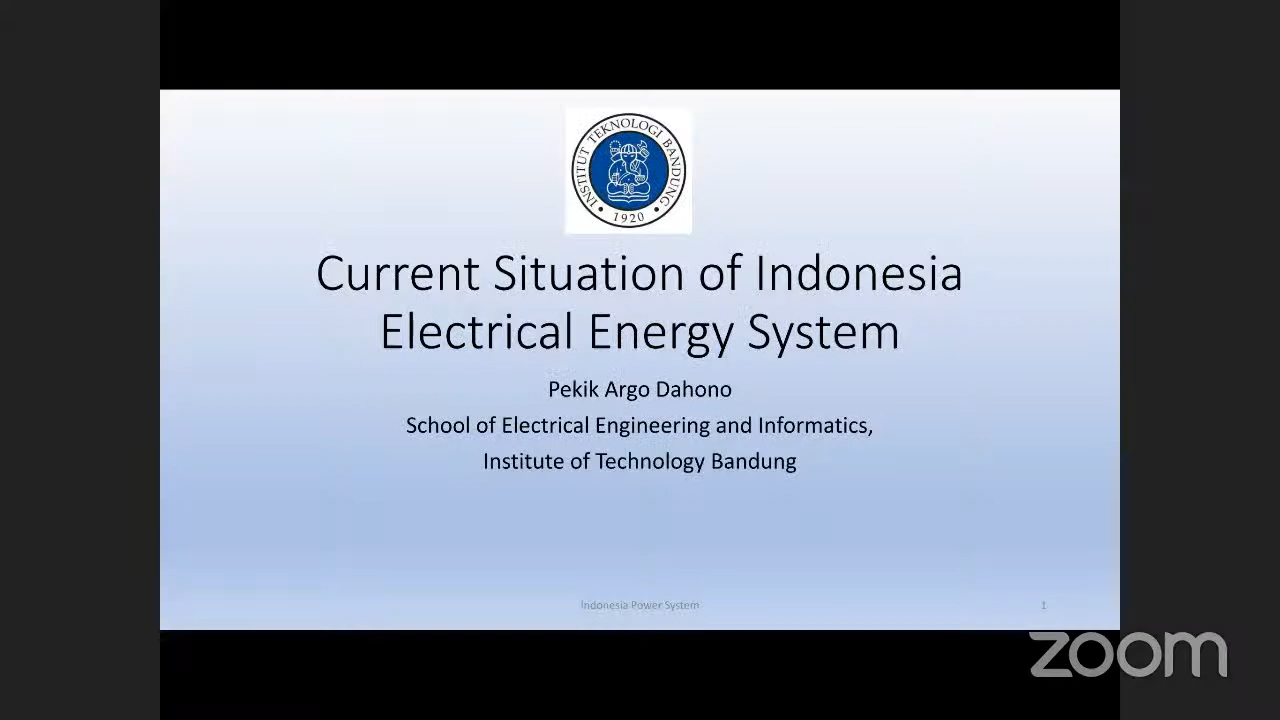 INSTITUT TEKNOLOGI BANDUNG
1920
Current Situation of Indonesia
Electrical Energy System
Pekik Argo Dahono
School of Electrical Engineering and Informatics,
Institute of Technology Bandung
Indonesia Power System
1
zoom